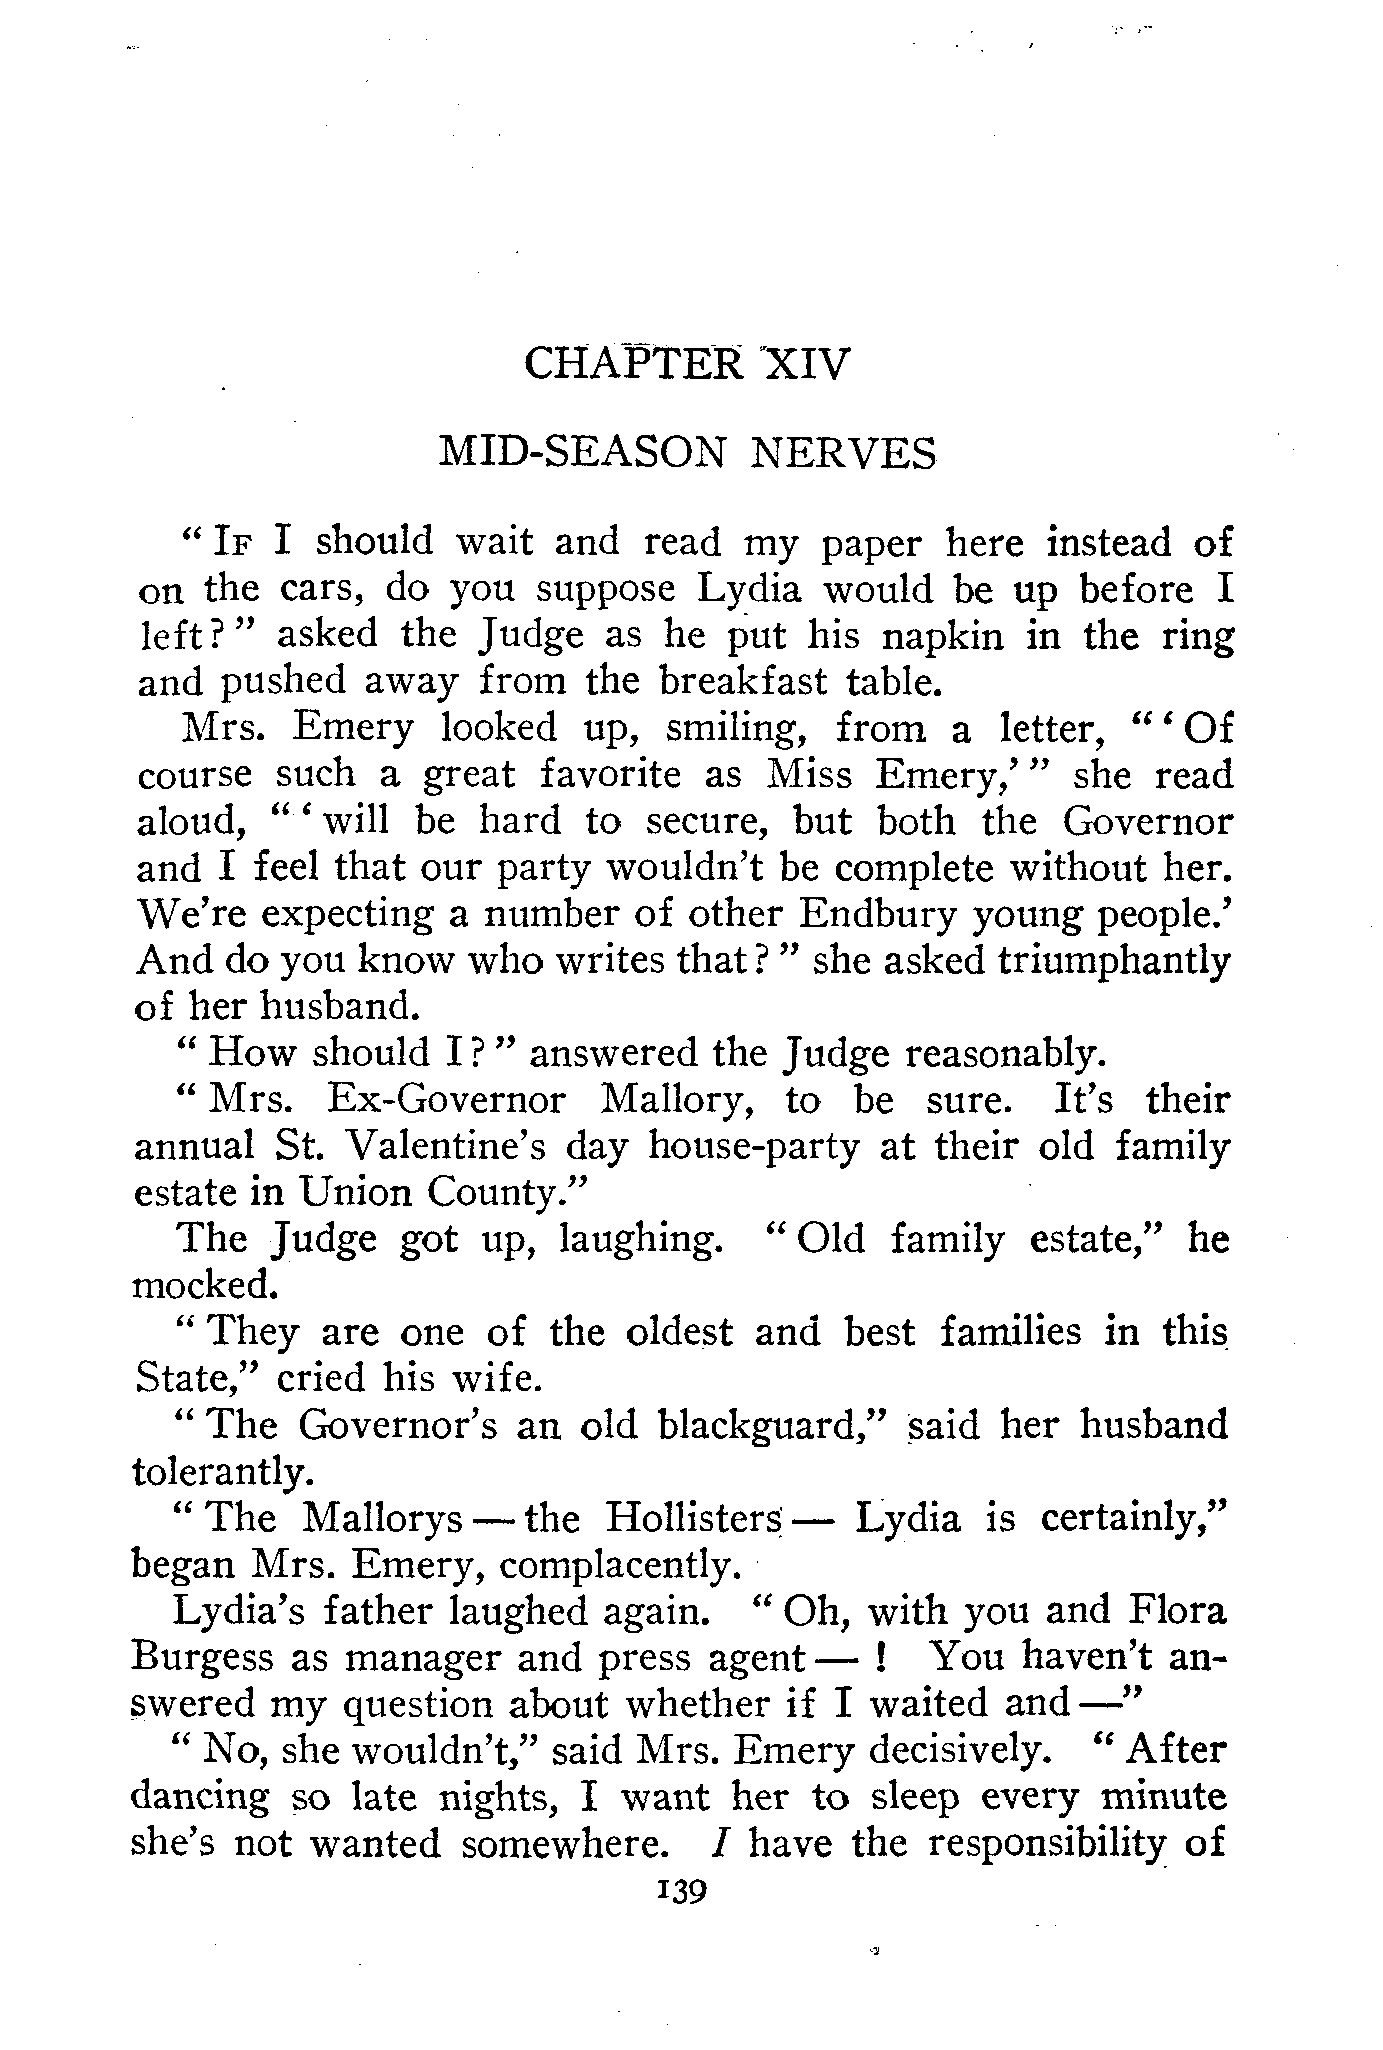 CHAPTER XIV
MID-SEASON NERVES
" IF I should wait and read my paper here instead of
on the cars, do you suppose Lydia would be up before I
left? " asked the Judge as he put his napkin in the ring
and pushed away from the breakfast table.
Mrs. Emery looked up, smiling, from a letter, " ' Of
course such a great favorite as Miss Emery,' " she read
aloud, " ' will be hard to secure, but both the Governor
and I feel that our party wouldn't be complete without her.
We're expecting a number of other Endbury young people.'
And do you know who writes that? " she asked triumphantly
of her husband.
" How should I? " answered the Judge reasonably.
" Mrs. Ex-Governor Mallory, to be sure. It's their
annual St. Valentine's day house-party at their old family
estate in Union County."
The Judge got up, laughing. " Old family estate," he
mocked.
" They are one of the oldest and best families in this
State," cried his wife.
" The Governor's an old blackguard," said her husband
tolerantly.
" The Mallorys — the Hollisters — Lydia is certainly,"
began Mrs. Emery, complacently.
Lydia's father laughed again. " Oh, with you and Flora
Burgess as manager and press agent — ! You haven't an-
swered my question about whether if I waited and —"
" No, she wouldn't," said Mrs. Emery decisively. " After
dancing so late nights, I want her to sleep every minute
she's not wanted somewhere. I have the responsibility of
139